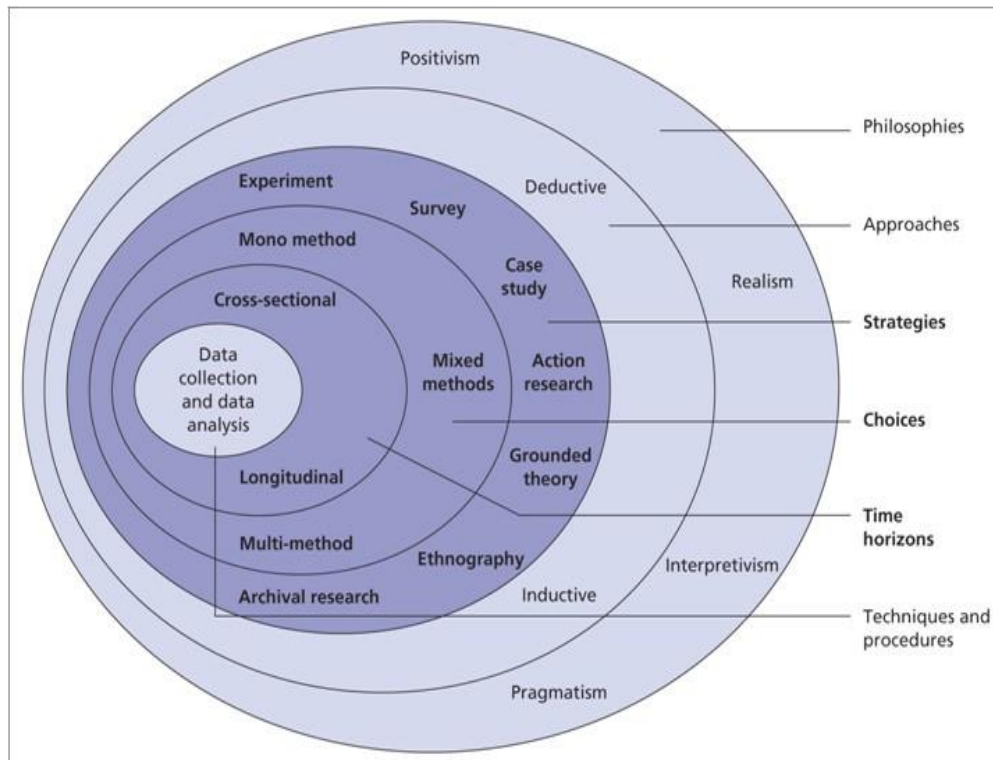 Positivism
Philosophies
Experiment
Deductive
Survey
Approaches
Mono method
Case
study
Realism
Cross-sectional
Strategies
Data
collection
and data
analysis
Mixed
methods
Action
research
Choices
Longitudinal
Grounded
theory
Time
horizons
Multi-method
Ethnography
Interpretivism
Archival research
Inductive
Techniques and
procedures
Pragmatism